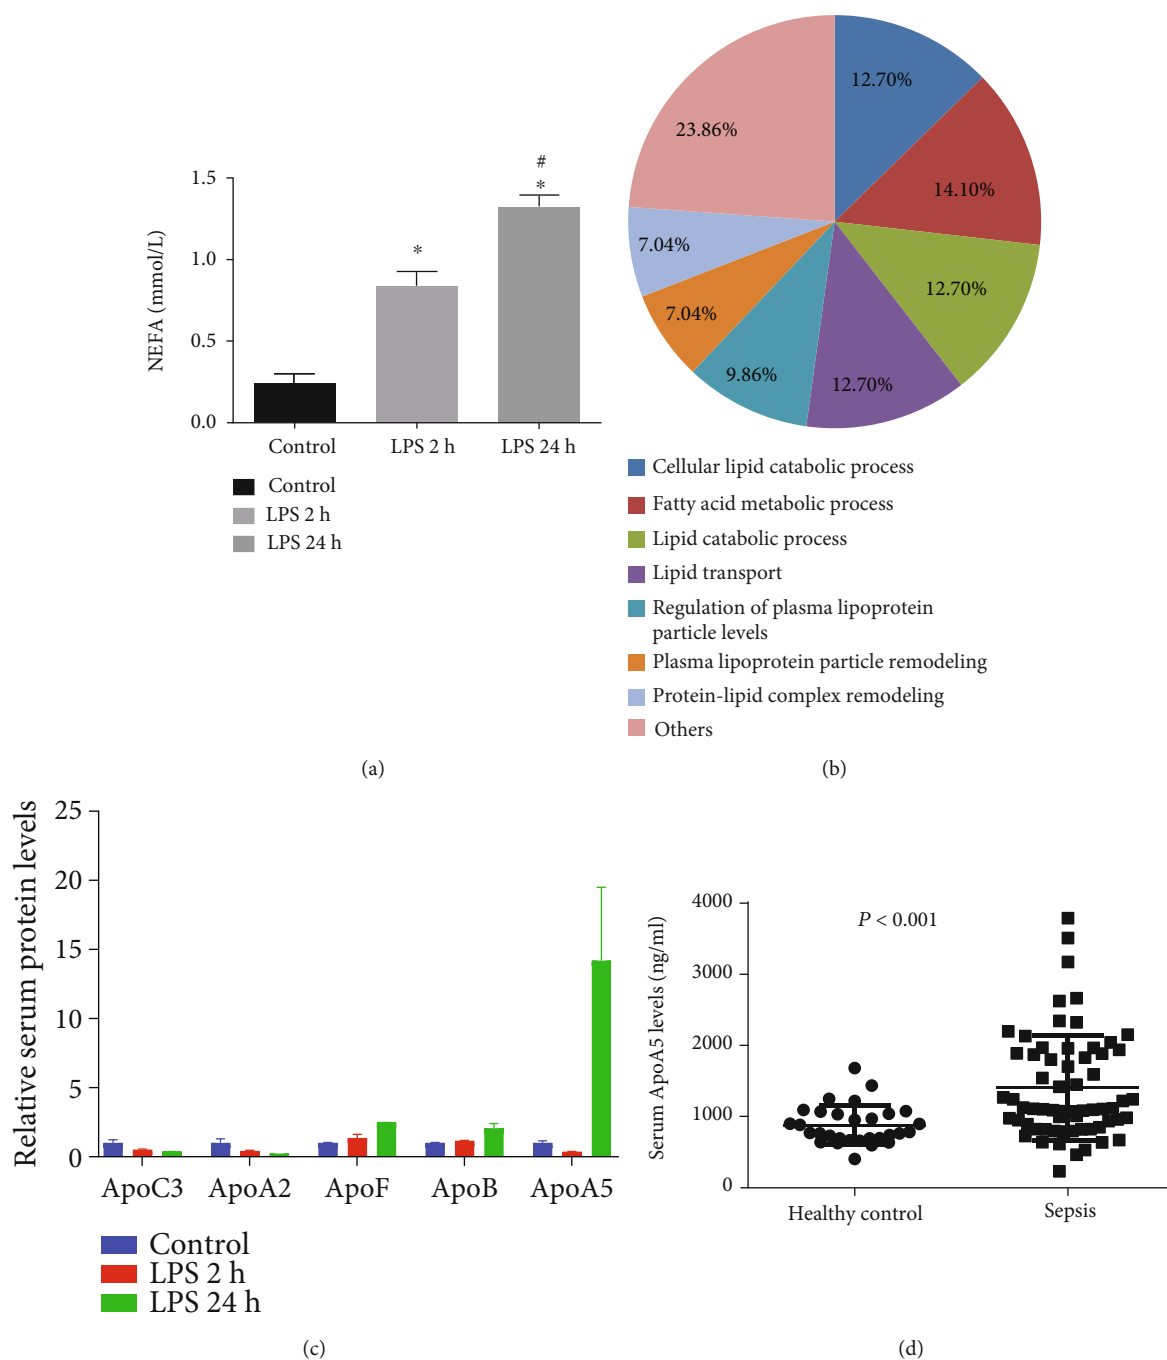 #
*
*
1.5
1.0
0.5
0.0
NEFA (mmol/L)
Control
LPS 2 h
LPS 24 h
Control
LPS 2 h
LPS 24 h
(a)
12.70%
14.10%
12.70%
12.70%
9.86%
7.04%
7.04%
23.86%
Cellular lipid catabolic process
Fatty acid metabolic process
Lipid catabolic process
Lipid transport
Regulation of plasma lipoprotein
particle levels
Plasma lipoprotein particle remodeling
Protein-lipid complex remodeling
Others
(b)
25
20
15
10
5
0
Relative serum protein levels
ApoC3
ApoA2
ApoF
ApoB
ApoA5
Control
LPS 2 h
LPS 24 h
(c)
4000
3000
2000
1000
0
Serum ApoA5 levels (ng/ml)
P < 0.001
Healthy control
Sepsis
(d)